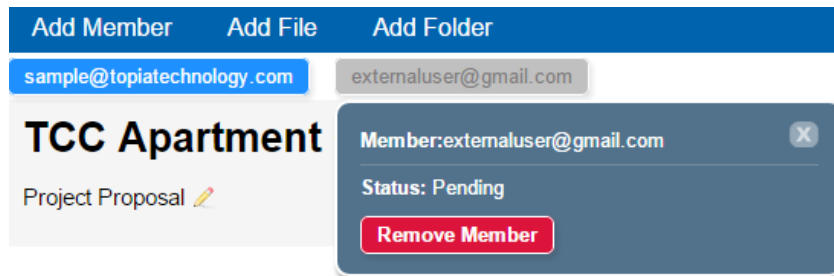 Add Member Add File Add Folder
sample@topiatechnology.com externaluser@gmail.com
TCC Apartment
Member:externaluser@gmail.com X
Project Proposal
Status: Pending
Remove Member